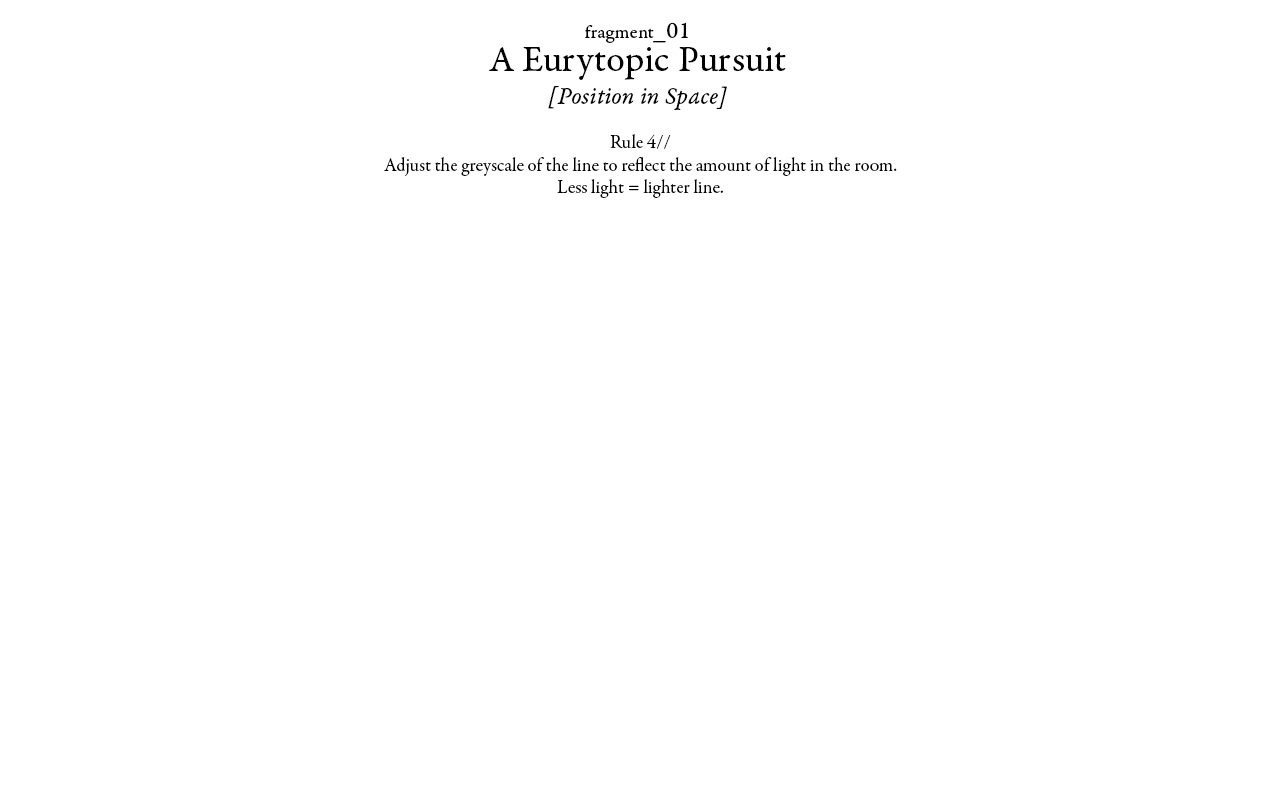 fragment_01
A Eurytopic Pursuit
[Position in Space]
Rule 4//
Adjust the greyscale of the line to reflect the amount of light in the room.
Less light = lighter line.